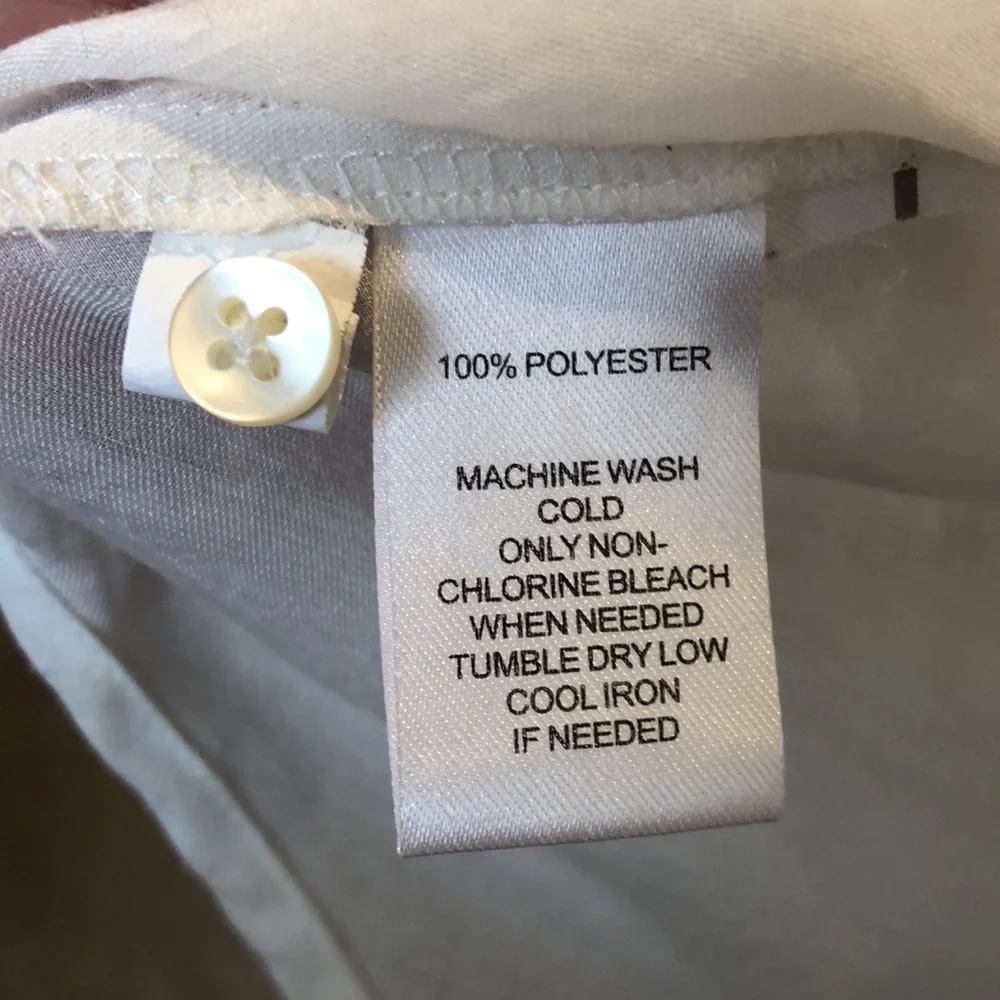 100% POLYESTER
MACHINE WASH
COLD
ONLY NON-
CHLORINE BLEACH
WHEN NEEDED
TUMBLE DRY LOW
COOL IRON
IF NEEDED